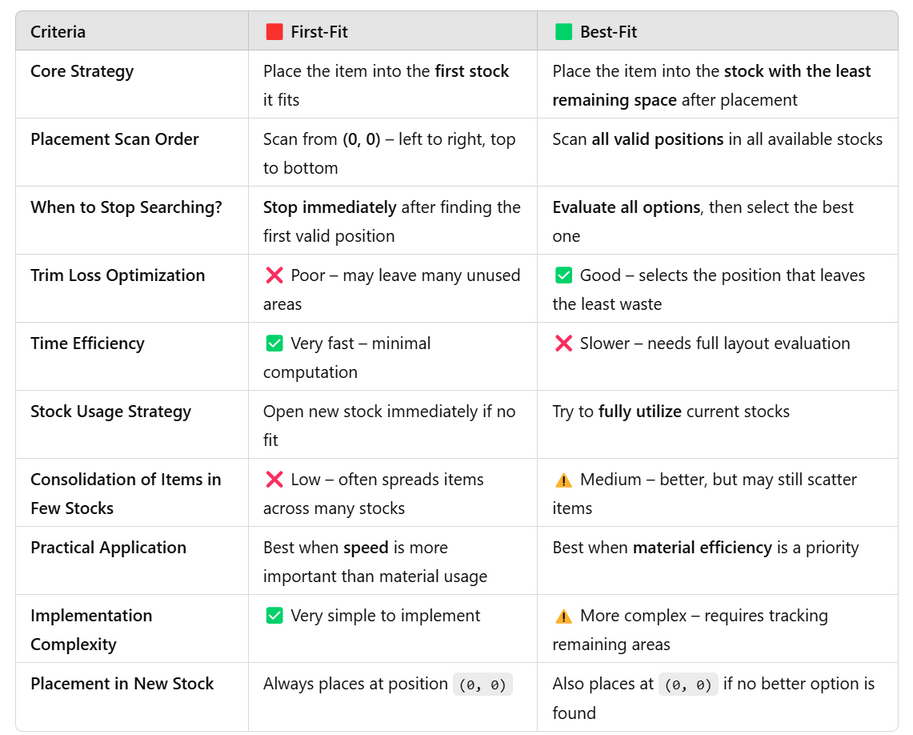 Criteria
First-Fit
Best-Fit
Core Strategy
Place the item into the first stock
it fits
Place the item into the stock with the least
remaining space after placement
Placement Scan Order
Scan from (0, 0) – left to right, top
to bottom
Scan all valid positions in all available stocks
When to Stop Searching?
Stop immediately after finding the
first valid position
Evaluate all options, then select the best
one
Trim Loss Optimization
❌ Poor – may leave many unused
areas
✅ Good – selects the position that leaves
the least waste
Time Efficiency
✅ Very fast – minimal
computation
❌ Slower – needs full layout evaluation
Stock Usage Strategy
Open new stock immediately if no
fit
Try to fully utilize current stocks
Consolidation of Items in
Few Stocks
❌ Low – often spreads items
across many stocks
⚠️ Medium – better, but may still scatter
items
Practical Application
Best when speed is more
important than material usage
Best when material efficiency is a priority
Implementation
Complexity
✅ Very simple to implement
⚠️ More complex – requires tracking
remaining areas
Placement in New Stock
Always places at position (0, 0)
Also places at (0, 0) if no better option is
found